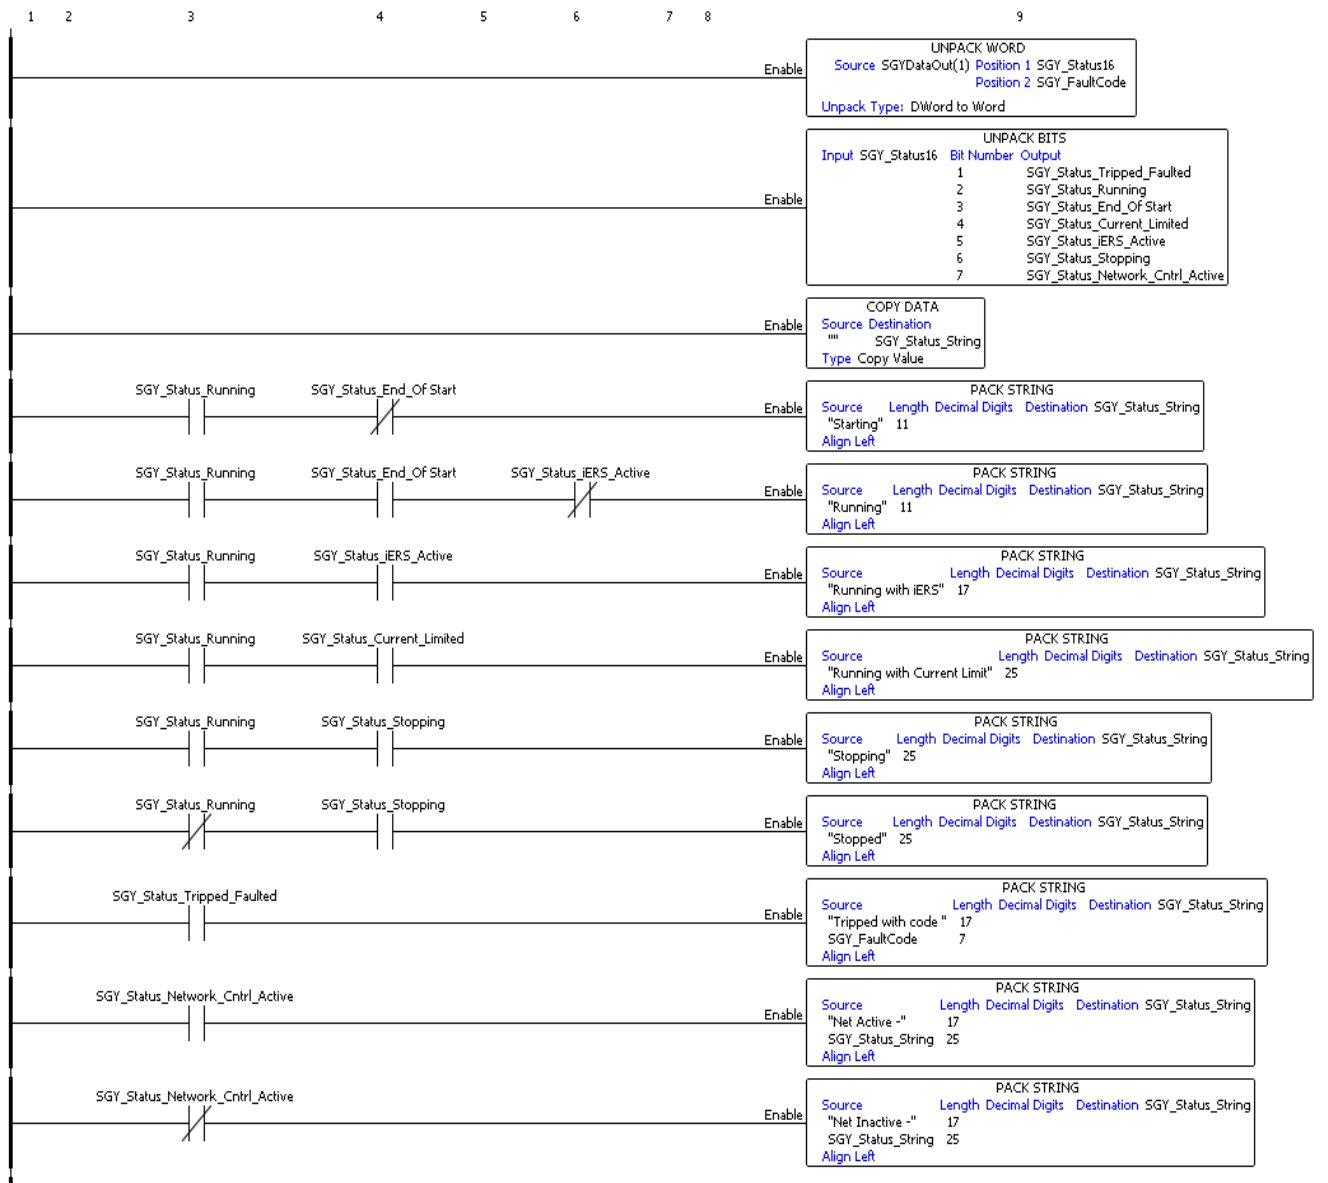 1 2 3 4 5 6 7 8 9
UNPACK WORD
Enable Source SGYDataOut(1) Position 1 SGY_Status16
Position 2 SGY_FaultCode
Unpack Type: DWord to Word
UNPACK BITS
Input SGY_Status16 Bit Number Output
1 SGY_Status_Tripped_Faulted
2 SGY_Status_Running
Enable
3 SGY_Status_End_Of Start
4 SGY_Status_Current_Limited
5 SGY_Status_iERS_Active
6 SGY_Status_Stopping
7 SGY_Status_Network_Cntrl_Active
COPY DATA
Enable Source Destination
"" SGY_Status_String
Type Copy Value
SGY_Status_Running SGY_Status_End_Of Start PACK STRING
Enable Source Length Decimal Digits Destination SGY_Status_String
"Starting" 11
Align Left
SGY_Status_Running SGY_Status_End_Of Start SGY_Status_iERS_Active PACK STRING
Enable Source Length Decimal Digits Destination SGY_Status_String
"Running" 11
Align Left
SGY_Status_Running SGY_Status_iERS_Active PACK STRING
Enable Source Length Decimal Digits Destination SGY_Status_String
"Running with iERS" 17
Align Left
SGY_Status_Running SGY_Status_Current_Limited PACK STRING
Enable Source Length Decimal Digits Destination SGY_Status_String
"Running with Current Limit" 25
Align Left
SGY_Status_Running SGY_Status_Stopping PACK STRING
Enable Source Length Decimal Digits Destination SGY_Status_String
"Stopping" 25
Align Left
SGY_Status_Running SGY_Status_Stopping PACK STRING
Enable Source Length Decimal Digits Destination SGY_Status_String
"Stopped" 25
Align Left
SGY_Status_Tripped_Faulted PACK STRING
Enable Source Length Decimal Digits Destination SGY_Status_String
"Tripped with code " 17
SGY_FaultCode 7
Align Left
SGY_Status_Network_Cntrl_Active PACK STRING
Enable Source Length Decimal Digits Destination SGY_Status_String
"Net Active -" 17
SGY_Status_String 25
Align Left
SGY_Status_Network_Cntrl_Active PACK STRING
Enable Source Length Decimal Digits Destination SGY_Status_String
"Net Inactive -" 17
SGY_Status_String 25
Align Left